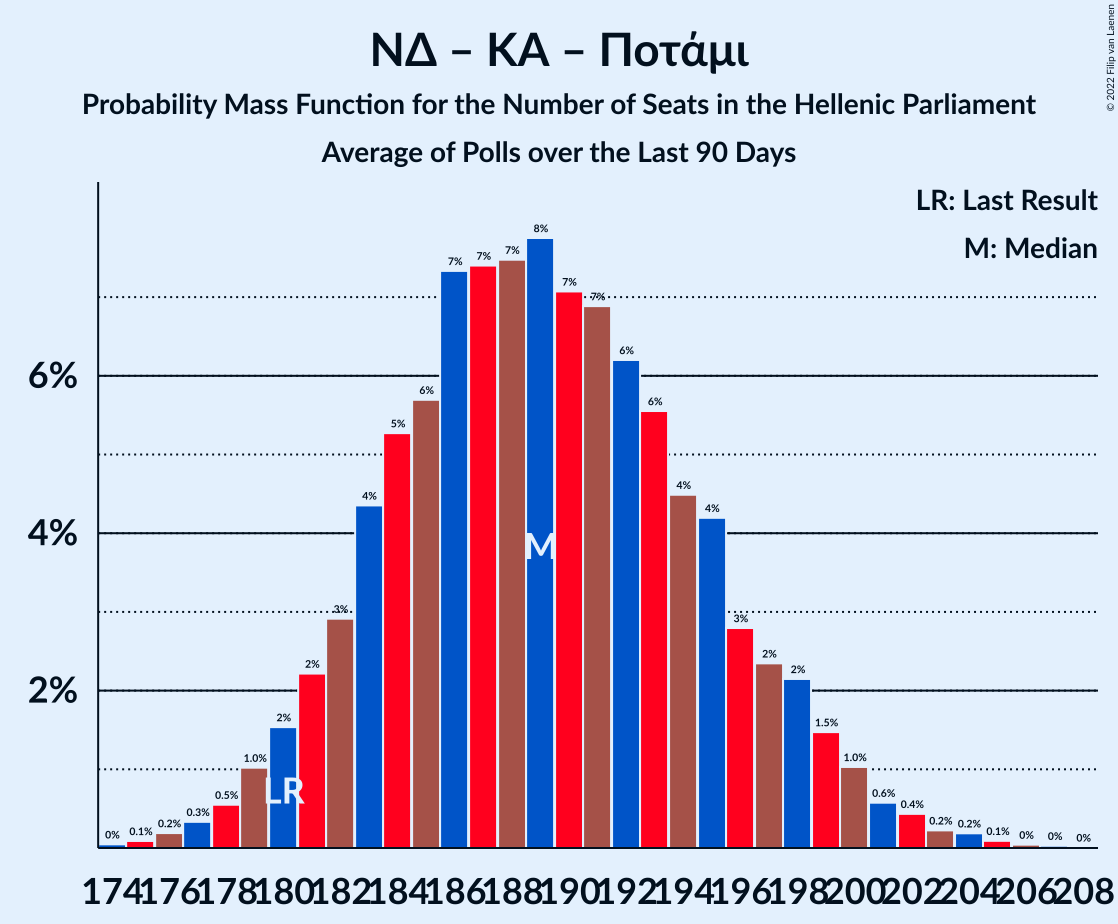 ΝΔ – ΚΑ – Ποτάμι
Probability Mass Function for the Number of Seats in the Hellenic Parliament
Average of Polls over the Last 90 Days
© 2022 Filip van Laenen
LR: Last Result
M: Median
6%
4%
2%
0% 0.1% 0.2% 0.3% 0.5% 1.0% 2% 2% 3% 4% 5% 6% 7% 7% 7% 8% 7% 7% 6% 6% 4% 4% 3% 2% 2% 1.5% 1.0% 0.6% 0.4% 0.2% 0.2% 0.1% 0% 0% 0%
LR
M
174 176 178 180 182 184 186 188 190 192 194 196 198 200 202 204 206 208